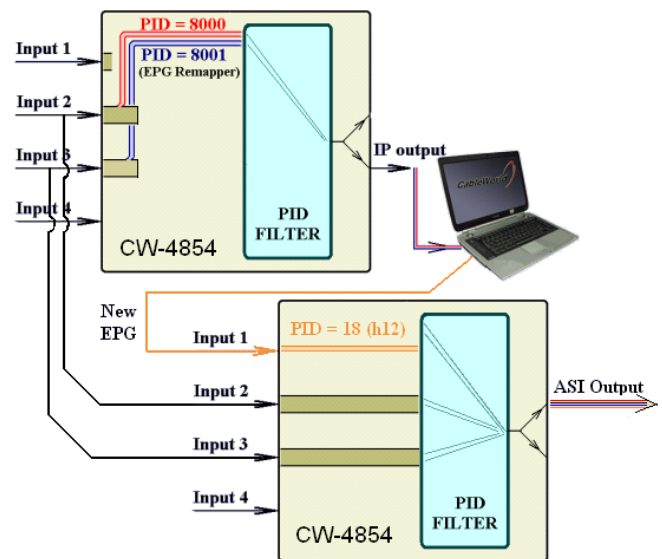 PID = 8000
Input 1
PID = 8001
(EPG Remapper)
Input 2
Input 3
IP output
CableWorld
Input 4
PID
FILTER
CW-4854
New
EPG
Input 1
PID = 18 (h12)
ASI Output
Input 2
Input 3
Input 4
PID
FILTER
CW-4854